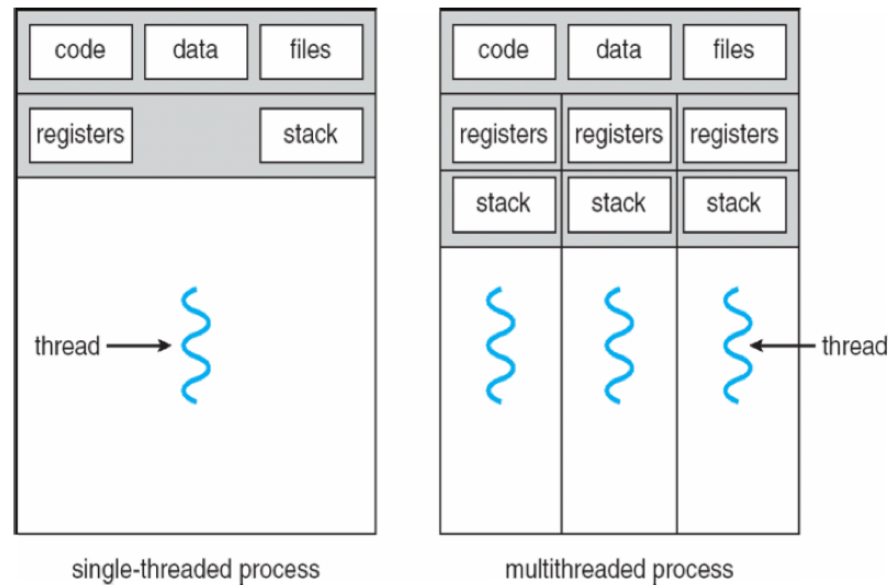 code data files code data files
registers stack registers registers registers
stack stack stack
thread thread
single-threaded process multithreaded process